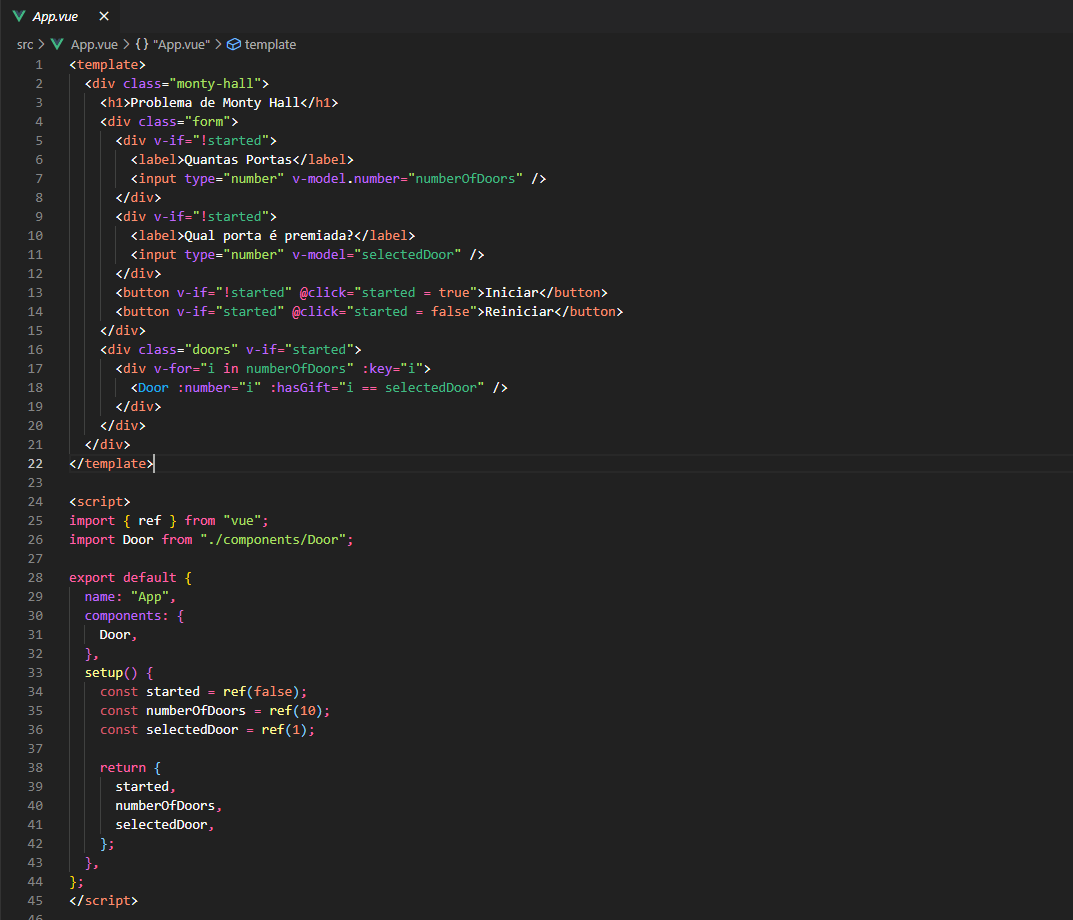 App.vue ×
src > App.vue > {} "App.vue" > template
1 <template>
2   <div class="monty-hall">
3     <h1>Problema de Monty Hall</h1>
4     <div class="form">
5       <div v-if="!started">
6         <label>Quantas Portas</label>
7         <input type="number" v-model.number="numberOfDoors" />
8       </div>
9       <div v-if="!started">
10         <label>Qual porta é premiada?</label>
11         <input type="number" v-model="selectedDoor" />
12       </div>
13       <button v-if="!started" @click="started = true">Iniciar</button>
14       <button v-if="started" @click="started = false">Reiniciar</button>
15     </div>
16     <div class="doors" v-if="started">
17       <div v-for="i in numberOfDoors" :key="i">
18         <Door :number="i" :hasGift="i == selectedDoor" />
19       </div>
20     </div>
21   </div>
22 </template>
23
24 <script>
25 import { ref } from "vue";
26 import Door from "./components/Door";
27
28 export default {
29   name: "App",
30   components: {
31     Door,
32   },
33   setup() {
34     const started = ref(false);
35     const numberOfDoors = ref(10);
36     const selectedDoor = ref(1);
37
38     return {
39       started,
40       numberOfDoors,
41       selectedDoor,
42     };
43   },
44 };
45 </script>
46